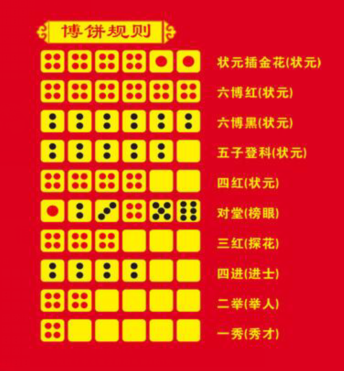 博饼规则
状元插金花(状元)
六博红(状元)
六博黑(状元)
五子登科(状元)
四红(状元)
对堂(榜眼)
三红(探花)
四进(进士)
二举(举人)
一秀(秀才)